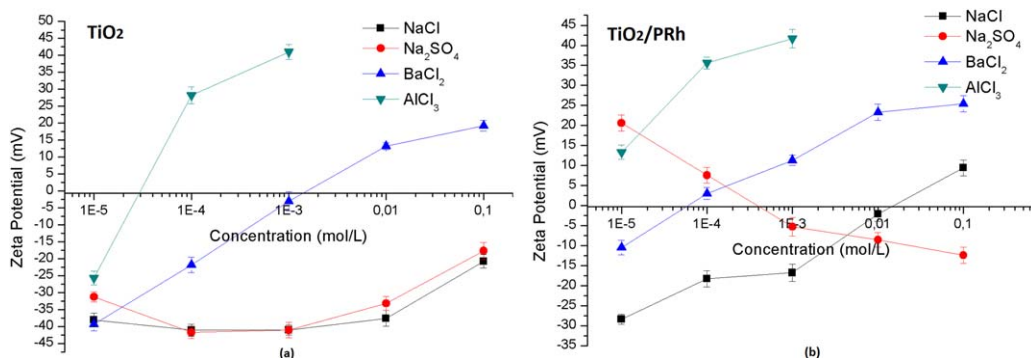 TiO2
NaCl
Na2SO4
BaCl2
AlCl3
Zeta Potential (mV)
50
45
40
35
30
25
20
15
10
5
0
-5
-10
-15
-20
-25
-30
-35
-40
-45
1E-5
1E-4
1E-3
0,01
0,1
Concentration (mol/L)
(a)
TiO2/PRh
NaCl
Na2SO4
BaCl2
AlCl3
Zeta Potential (mV)
45
40
35
30
25
20
15
10
5
0
-5
-10
-15
-20
-25
-30
-35
1E-5
1E-4
1E-3
0,01
0,1
Concentration (mol/L)
(b)